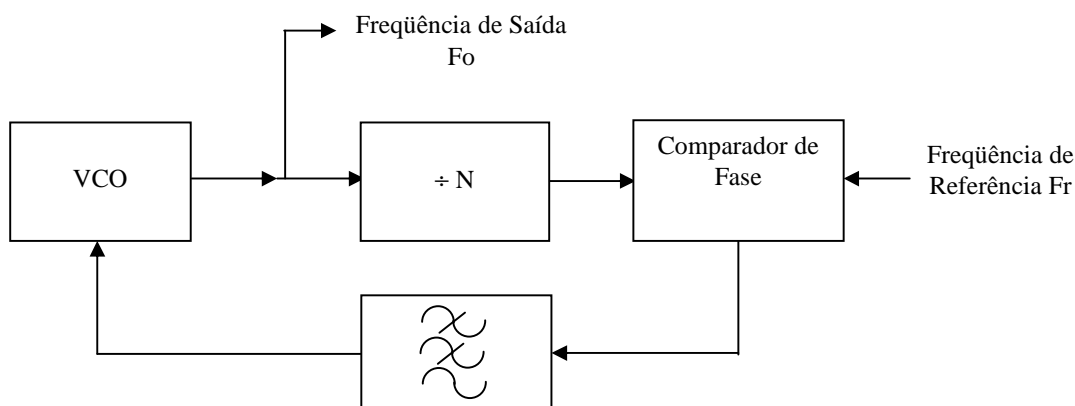 Freqüência de Saída
Fo
VCO
÷ N
Comparador de
Fase
Freqüência de
Referência Fr